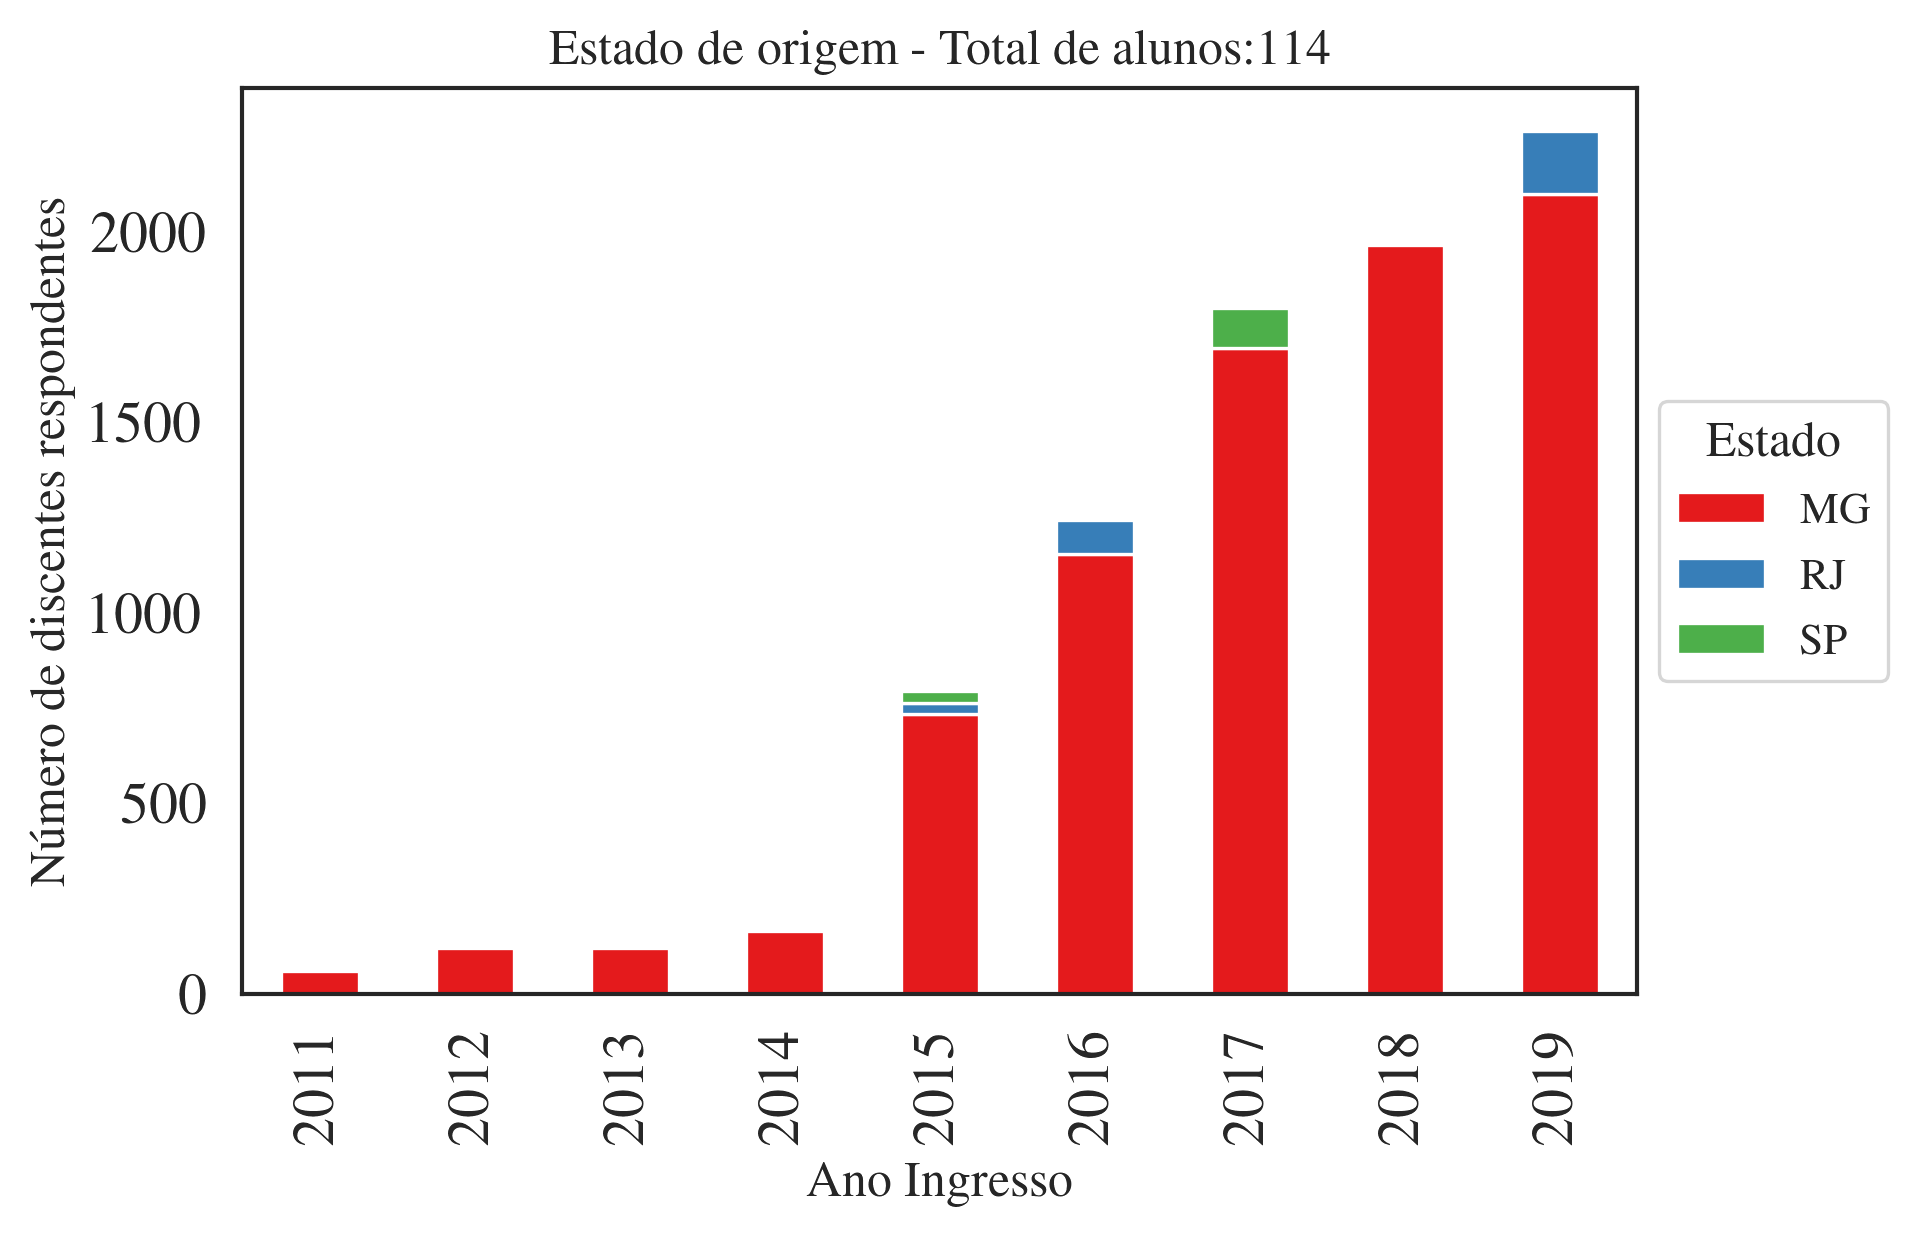 Estado de origem - Total de alunos:114
Número de discentes respondentes
2000
1500
1000
500
0
2011
2012
2013
2014
2015
2016
2017
2018
2019
Ano Ingresso
Estado
MG
RJ
SP